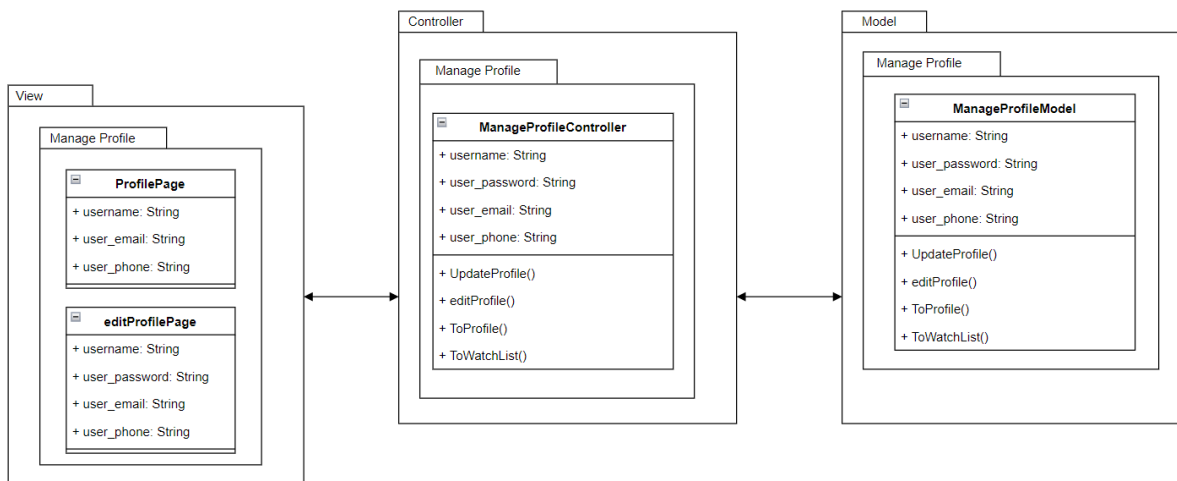 View
Manage Profile
ProfilePage
+ username: String
+ user_email: String
+ user_phone: String
editProfilePage
+ username: String
+ user_password: String
+ user_email: String
+ user_phone: String
Controller
Manage Profile
ManageProfileController
+ username: String
+ user_password: String
+ user_email: String
+ user_phone: String
+ UpdateProfile()
+ editProfile()
+ ToProfile()
+ ToWatchList()
Model
Manage Profile
ManageProfileModel
+ username: String
+ user_password: String
+ user_email: String
+ user_phone: String
+ UpdateProfile()
+ editProfile()
+ ToProfile()
+ ToWatchList()